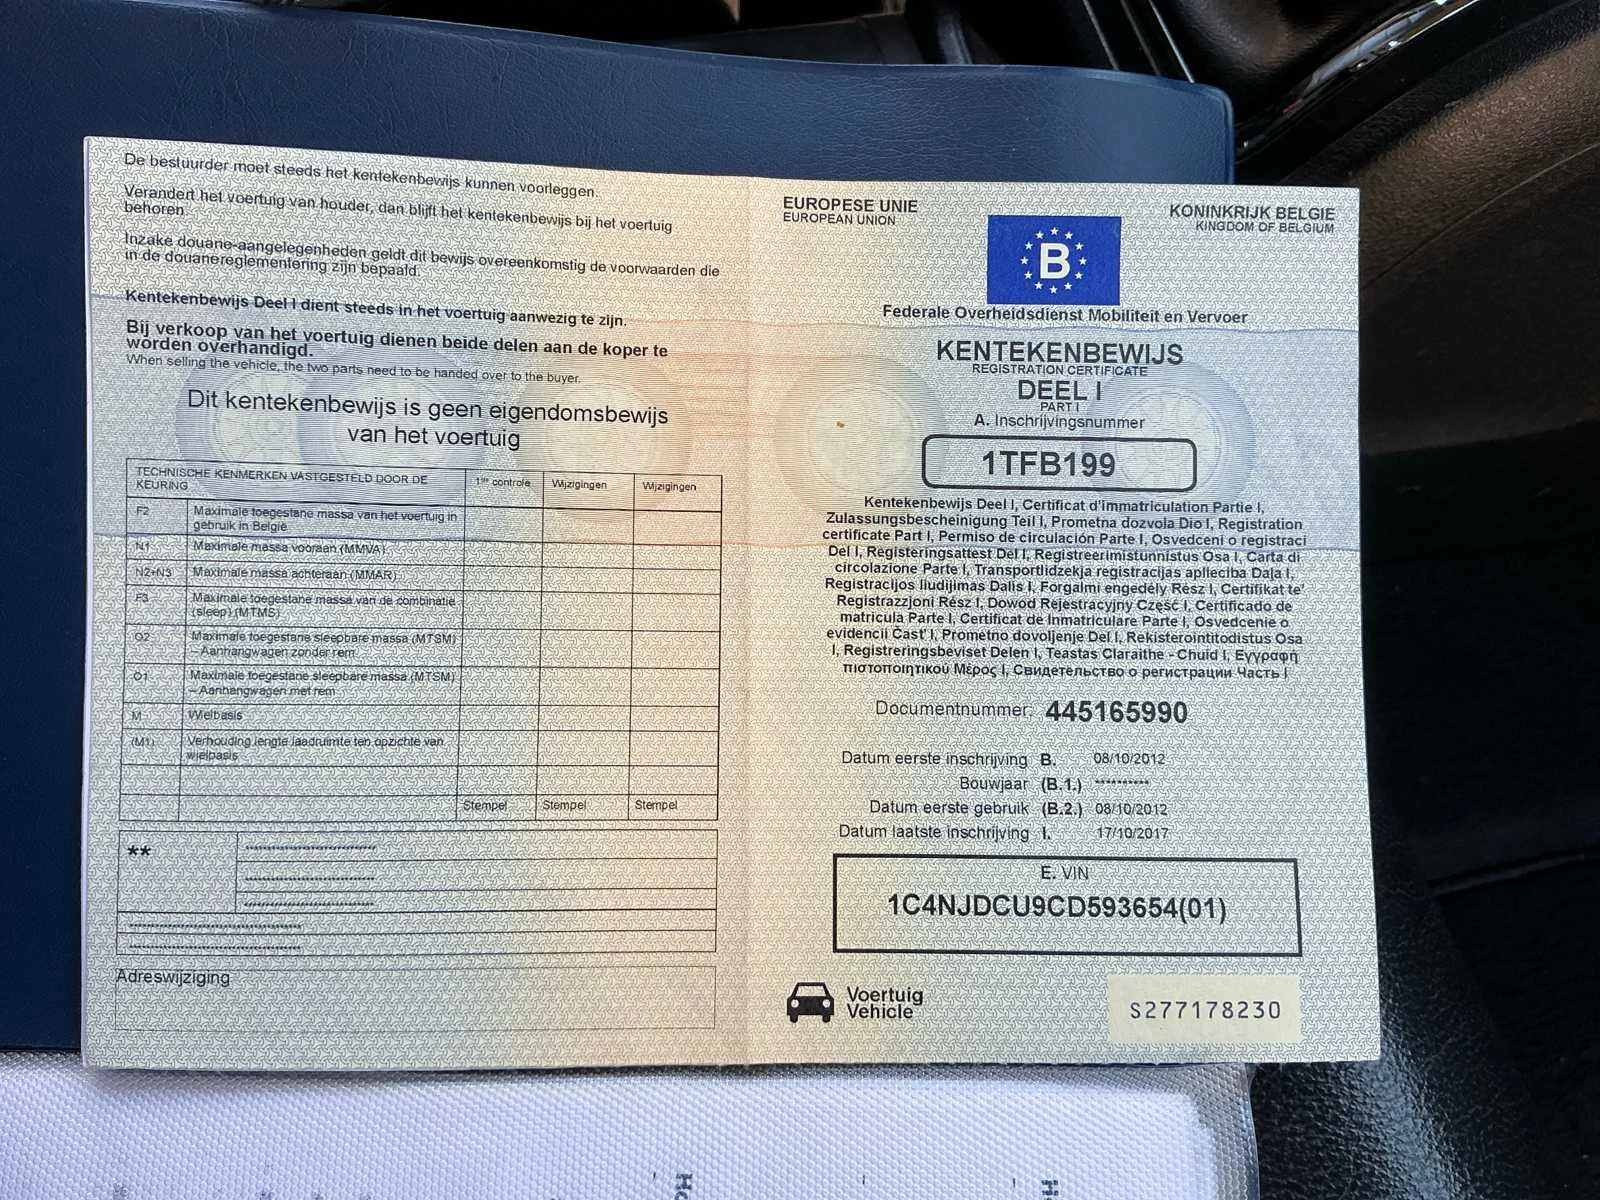 De bestuurder moet steeds het kentekenbewijs kunnen voorleggen.
Verandert het voertuig van houder, dan blijft het kentekenbewijs bij het voertuig
behoren
Inzake douane-aangelegenheden geldt dit bewijs overeenkomstig de voorwaarden die
in de douanereglementering zijn bepaald.
Kentekenbewijs Deel I dient steeds in het voertuig aanwezig te zijn.
Bij verkoop van het voertuig dienen beide delen aan de koper te
worden overhandigd.
When selling the vehicle, the two parts need to be handed over to the buyer.
Dit kentekenbewijs is geen eigendomsbewijs
van het voertuig
TECHNISCHE KENMERKEN VASTGESTELD DOOR DE
KEURING
1ste controle
Wijzigingen
Wijzigingen
F2
Maximale toegestane massa van het voertuig in
gebruik in België
N1
Maximale massa vooraan (MMVA)
N2+N3
Maximale massa achteraan (MMAR)
F3
Maximale toegestane massa van de combinatie
(sleep) (MTMS)
O2
Maximale toegestane sleepbare massa (MTSM)
– Aanhangwagen zonder rem
O1
Maximale toegestane sleepbare massa (MTSM)
– Aanhangwagen met rem
M
Wielbasis
(M1)
Verhouding lengte laadruimte ten opzichte van
wielbasis
Stempel
Stempel
Stempel
**
Adreswijziging
EUROPESE UNIE
EUROPEAN UNION
KONINKRIJK BELGIE
KINGDOM OF BELGIUM
B
Federale Overheidsdienst Mobiliteit en Vervoer
KENTEKENBEWIJS
REGISTRATION CERTIFICATE
DEEL I
PART I
A. Inschrijvingsnummer
1TFB199
Kentekenbewijs Deel I, Certificat d'immatriculation Partie I,
Zulassungsbescheinigung Teil I, Prometna dozvola Dio I, Registration
certificate Part I, Permiso de circulación Parte I, Osvedceni o registraci
Del I, Registeringsattest Del I, Registreerimistunnistus Osa I, Carta di
circolazione Parte I, Transportlidzekja registracijas aplieciba Daļa I,
Registracijos liudijimas Dalis I, Forgalmi engedély Rész I, Certifikat te'
Registrazzjoni Rész I, Dowod Rejestracyjny Część I, Certificado de
matricula Parte I, Certificat de Inmatriculare Parte I, Osvedcenie o
evidencii Časť I, Prometno dovoljenje Del I, Rekisterointitodistus Osa
I, Registreringsbeviset Delen I, Teastas Claraithe - Chuid I, Εγγραφή
πιστοποιητικού Μέρος I, Свидетельство о регистрации Часть I
Documentnummer: 445165990
Datum eerste inschrijving B. 08/10/2012
Bouwjaar (B.1.) **********
Datum eerste gebruik (B.2.) 08/10/2012
Datum laatste inschrijving I. 17/10/2017
E. VIN
1C4NJDCU9CD593654(01)
Voertuig
Vehicle
S277178230